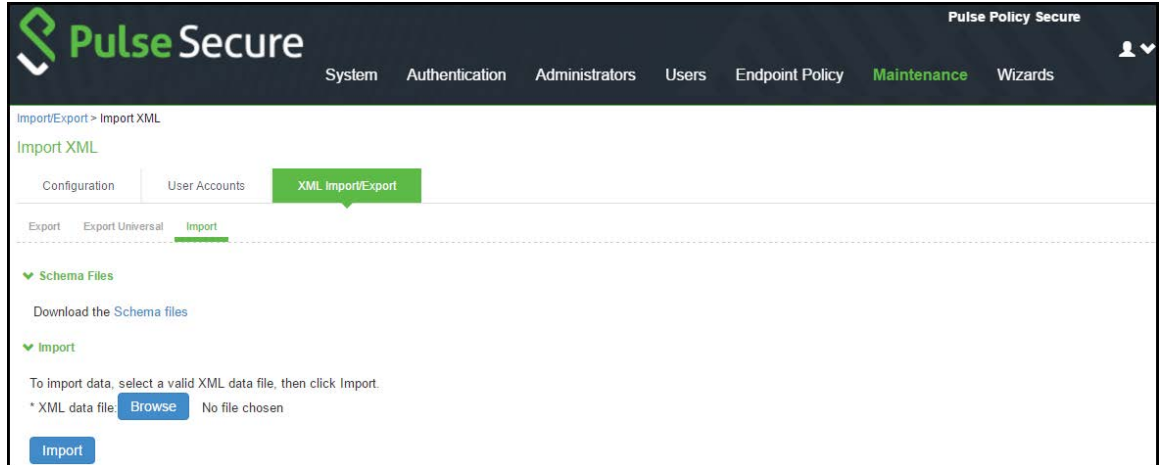 Pulse Policy Secure
Pulse Secure
System Authentication Administrators Users Endpoint Policy Maintenance Wizards
Import/Export > Import XML
Import XML
Configuration User Accounts XML Import/Export
Export Export Universal Import
Schema Files
Download the Schema files
Import
To import data, select a valid XML data file, then click Import.
* XML data file: Browse No file chosen
Import